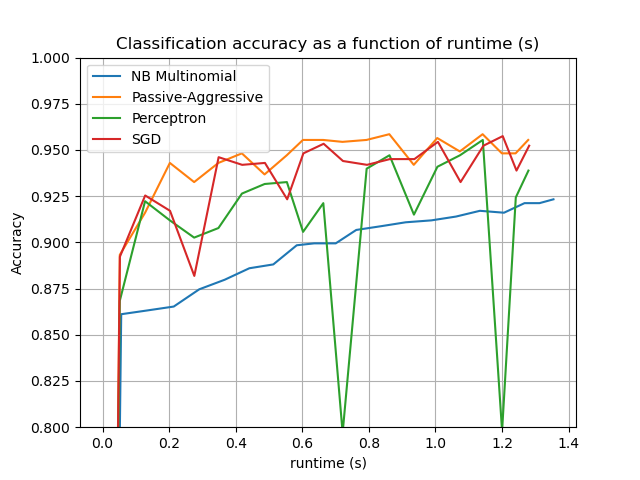 Classification accuracy as a function of runtime (s)
1.000
0.975
0.950
0.925
0.900
0.875
0.850
0.825
0.800
Accuracy
NB Multinomial
Passive-Aggressive
Perceptron
SGD
0.0 0.2 0.4 0.6 0.8 1.0 1.2 1.4
runtime (s)